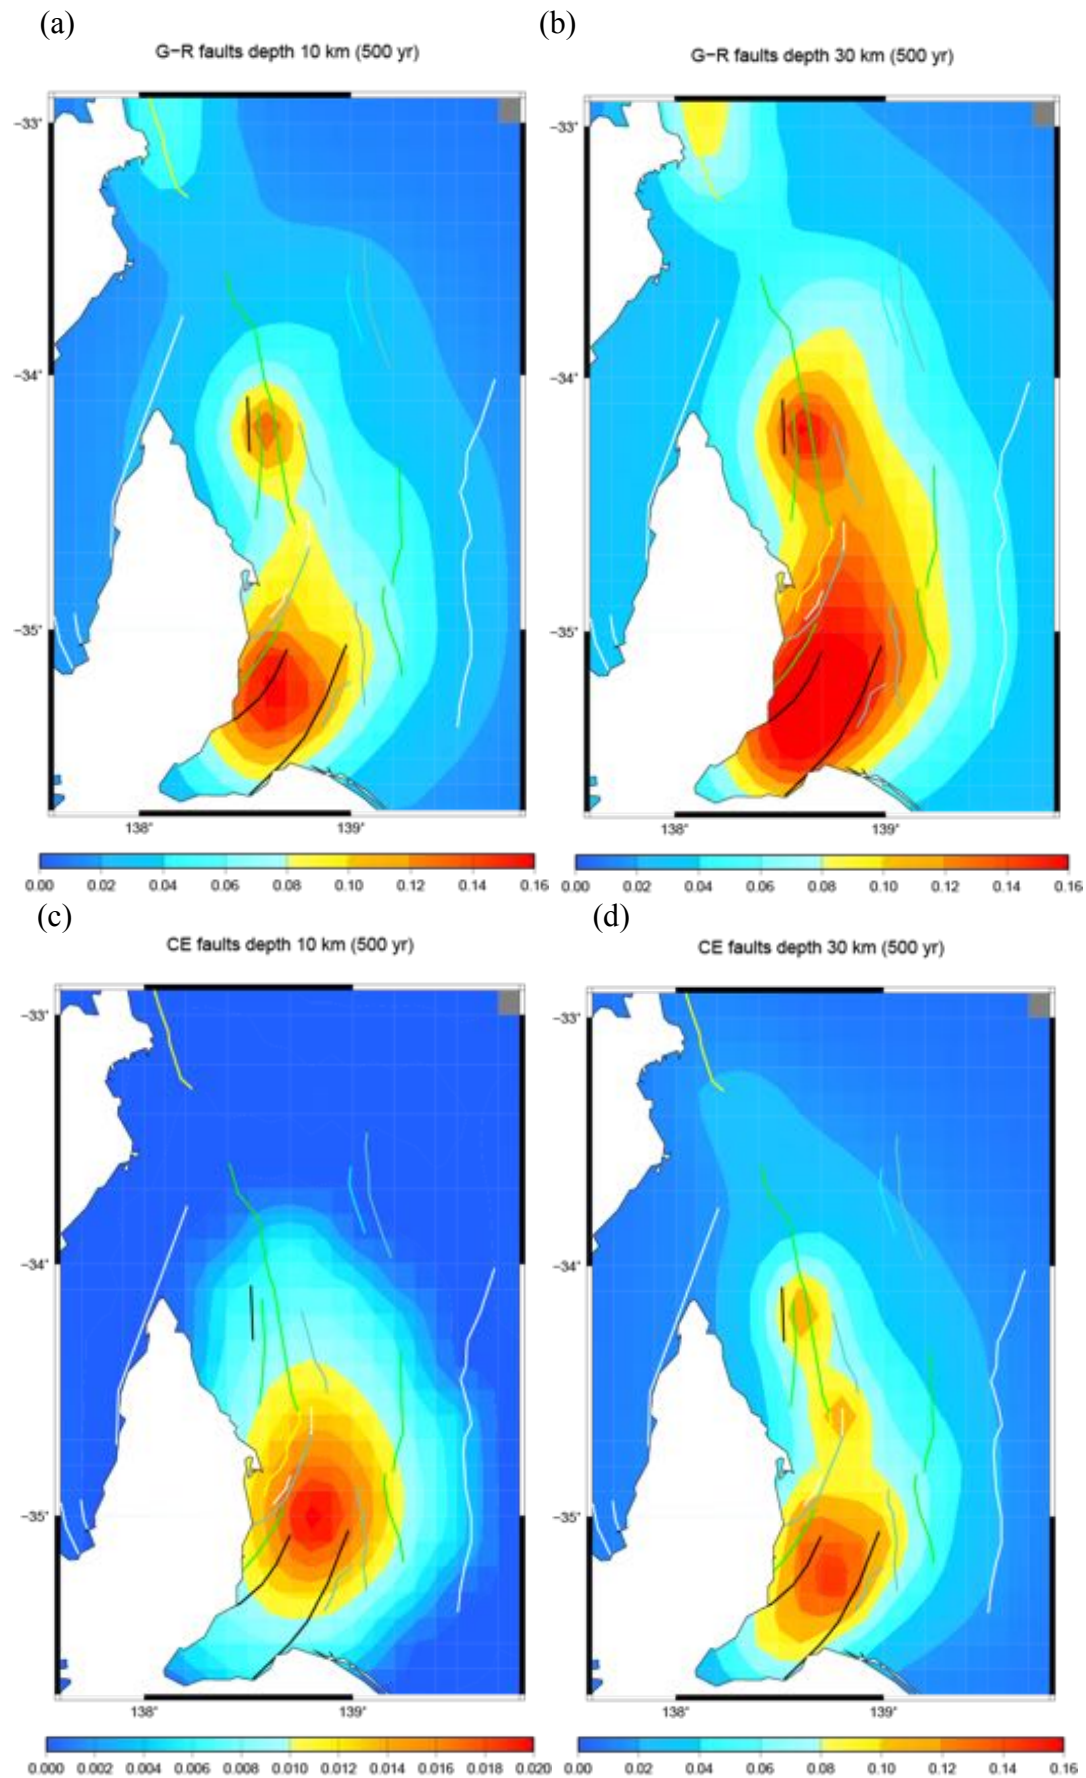 (a)
G–R faults depth 10 km (500 yr)
−33°
−34°
−35°
138° 139°
0.00 0.02 0.04 0.06 0.08 0.10 0.12 0.14 0.16
(b)
G–R faults depth 30 km (500 yr)
−33°
−34°
−35°
138° 139°
0.00 0.02 0.04 0.06 0.08 0.10 0.12 0.14 0.16
(c)
CE faults depth 10 km (500 yr)
−33°
−34°
−35°
138° 139°
0.000 0.002 0.004 0.006 0.008 0.010 0.012 0.014 0.016 0.018 0.020
(d)
CE faults depth 30 km (500 yr)
−33°
−34°
−35°
138° 139°
0.00 0.02 0.04 0.06 0.08 0.10 0.12 0.14 0.16